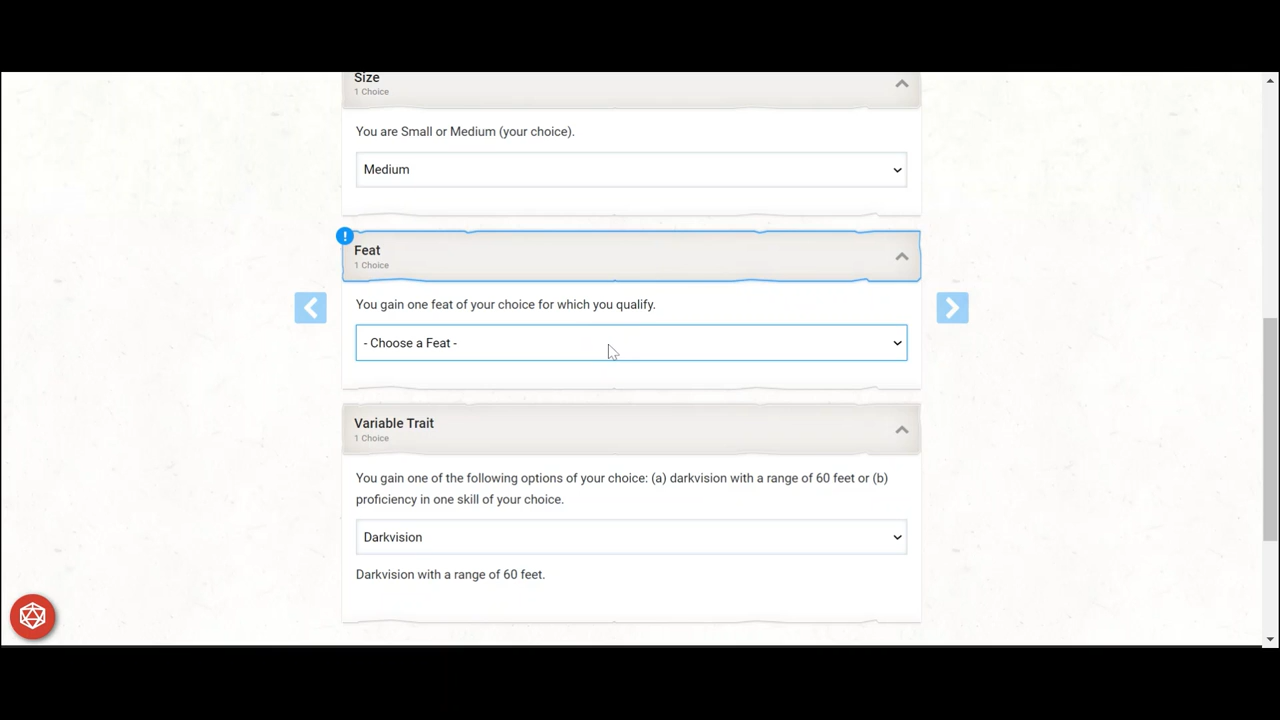 Size
1 Choice
You are Small or Medium (your choice).
Medium
!
Feat
1 Choice
You gain one feat of your choice for which you qualify.
- Choose a Feat -
Variable Trait
1 Choice
You gain one of the following options of your choice: (a) darkvision with a range of 60 feet or (b)
proficiency in one skill of your choice.
Darkvision
Darkvision with a range of 60 feet.